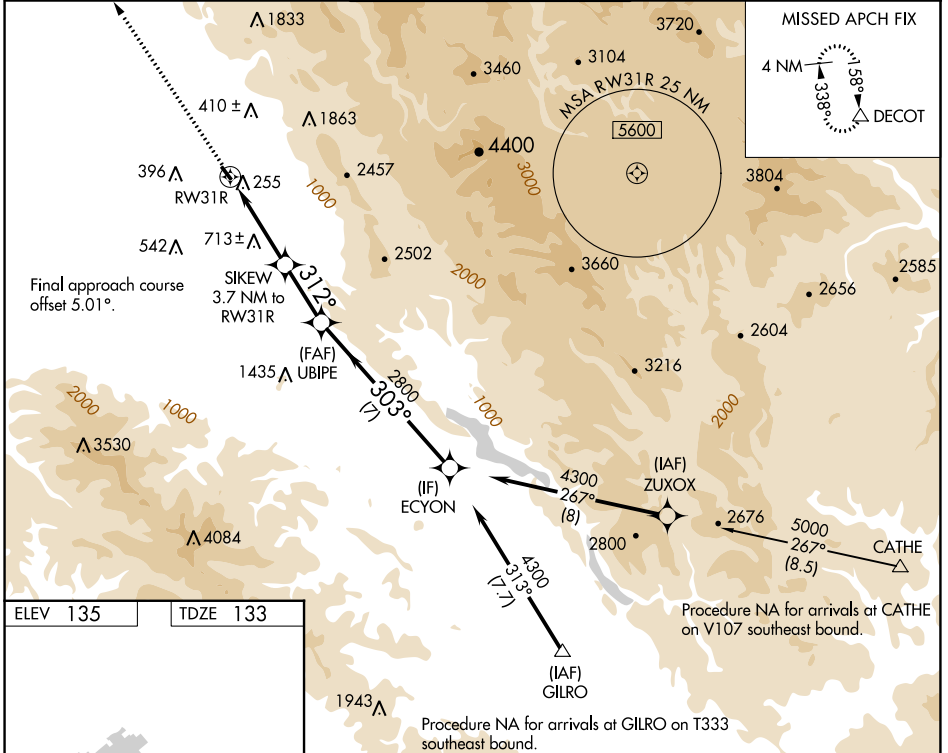 1833
3720
MISSED APCH FIX
3104
3460
4 NM
158°
338°
DECOT
MSA RW31R 25 NM
5600
410 ±
1863
4400
3000
396
255
RW31R
1000
2457
3804
542
713 ±
2502
2000
3660
2585
2656
SIKEW
3.7 NM to
RW31R
312°
Final approach course
offset 5.01°.
2604
(FAF)
UBIPE
1435
2800
303°
(7)
1000
3216
2000
2000
1000
3530
(IF)
ECYON
4300
267°
(8)
(IAF)
ZUXOX
2676
2800
5000
267°
(8.5)
CATHE
4084
4300
313°
(7.7)
Procedure NA for arrivals at CATHE
on V107 southeast bound.
ELEV 135
TDZE 133
(IAF)
GILRO
1943
Procedure NA for arrivals at GILRO on T333
southeast bound.